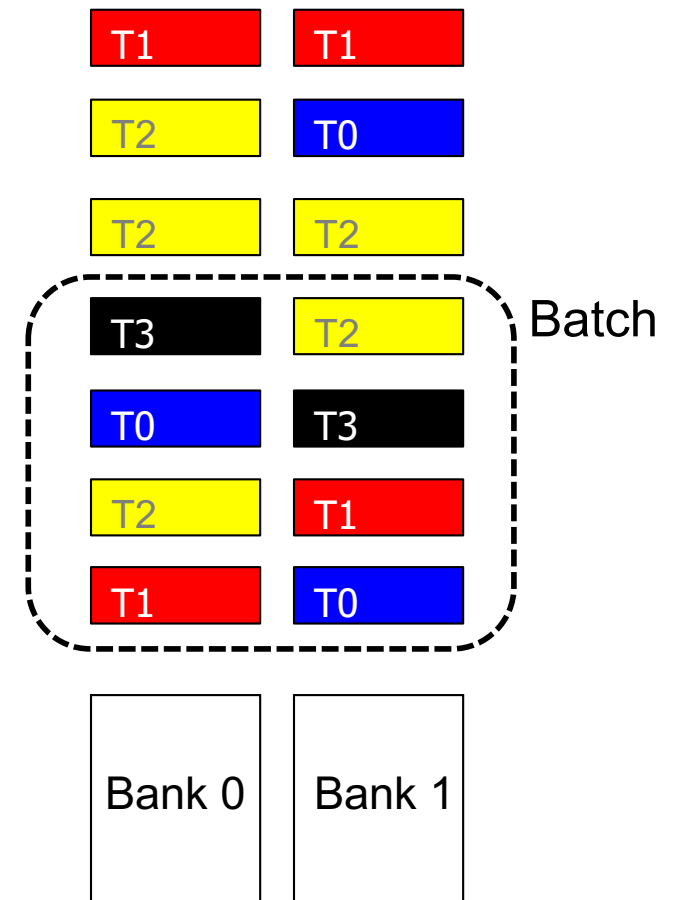 T1 T1
T2 T0
T2 T2
T3 T2
Batch
T0 T3
T2 T1
T1 T0
Bank 0 Bank 1